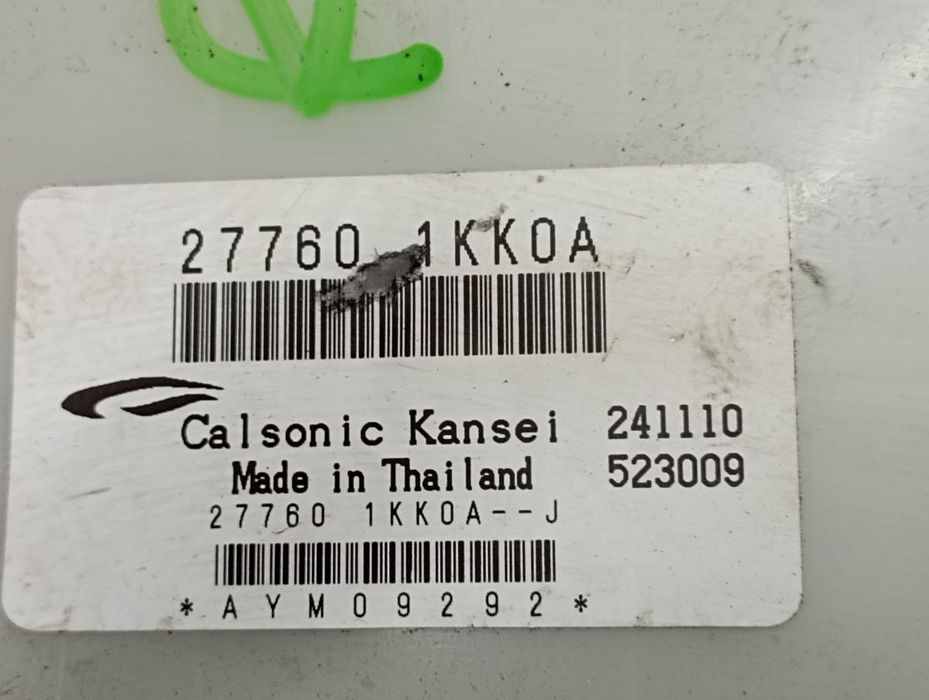 27760 1KK0A
Calsonic Kansei 241110
Made in Thailand 523009
27760 1KK0A--J
*AYM09292*